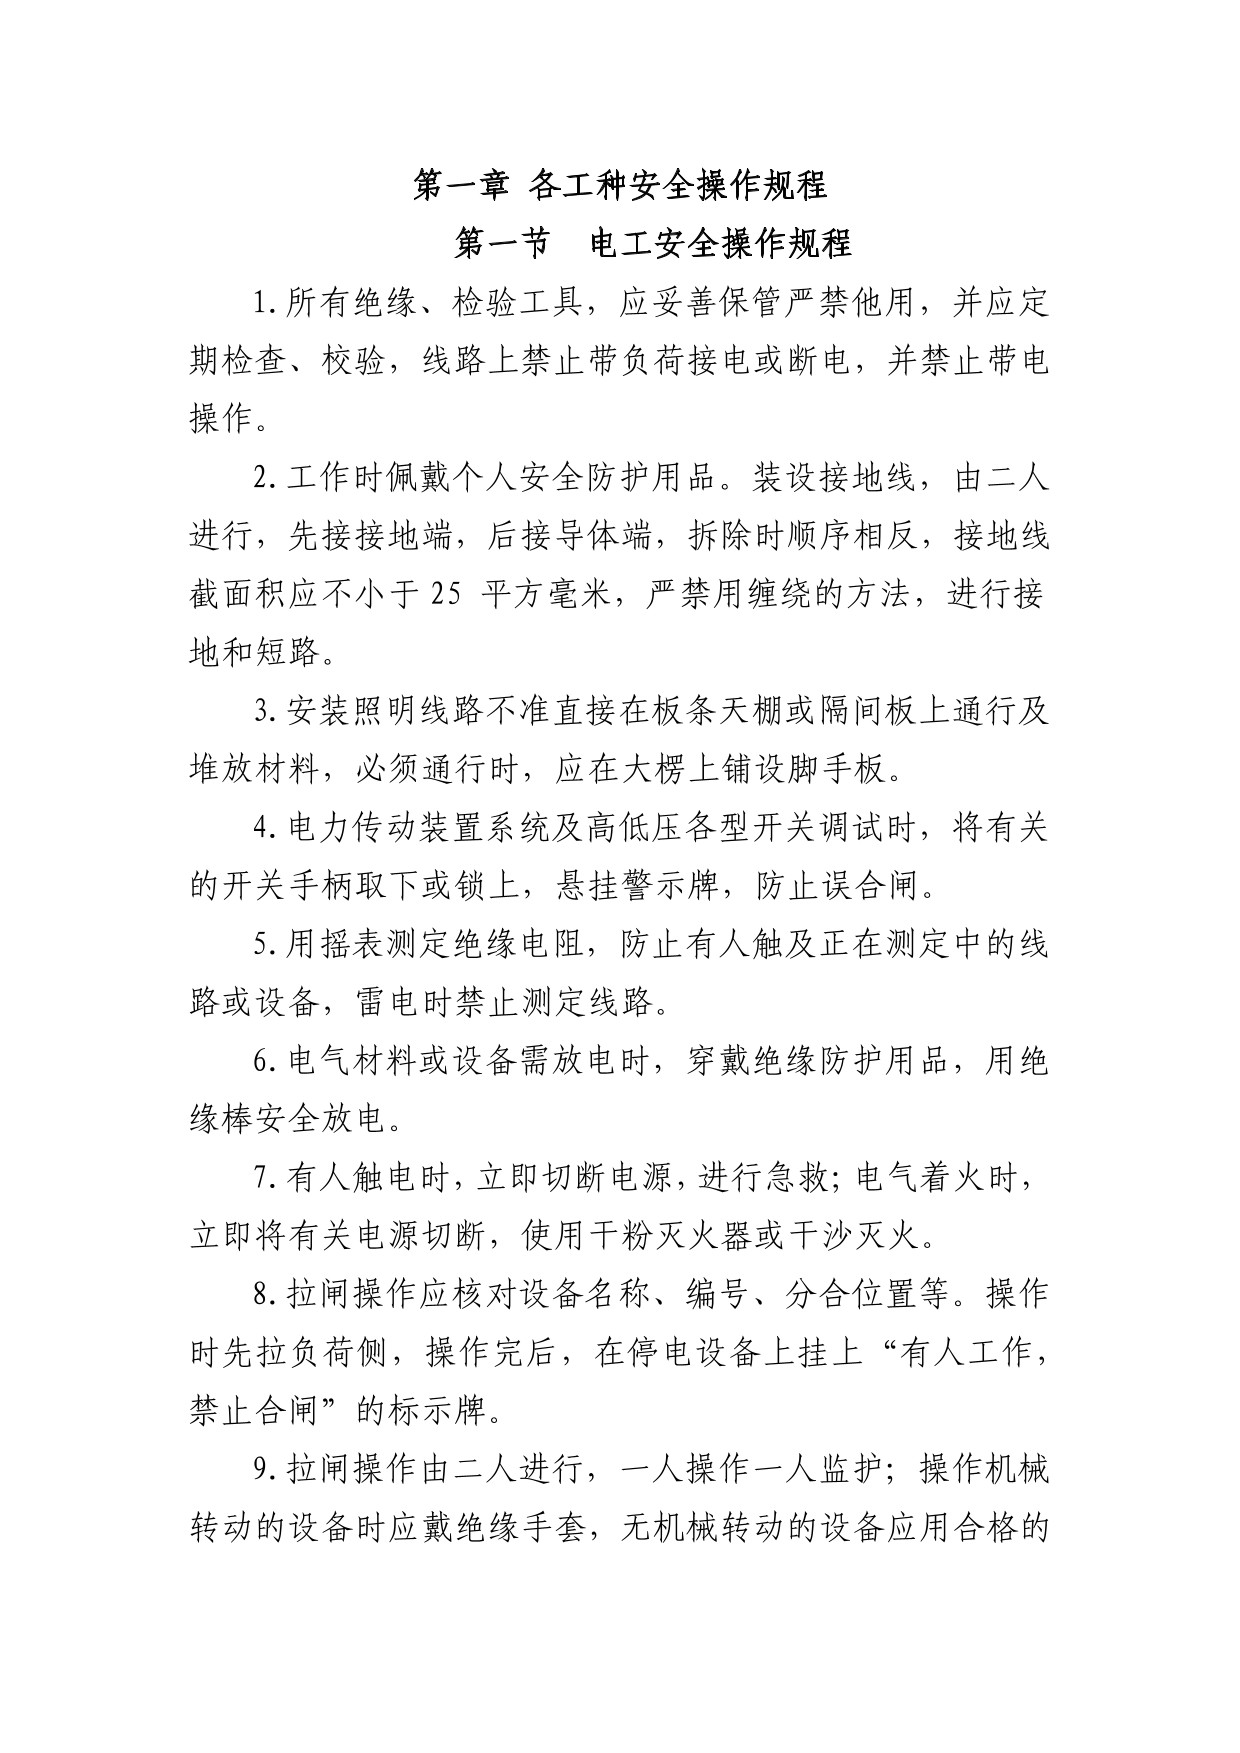 第一章 各工种安全操作规程
第一节 电工安全操作规程
1.所有绝缘、检验工具，应妥善保管严禁他用，并应定
期检查、校验，线路上禁止带负荷接电或断电，并禁止带电
操作。
2.工作时佩戴个人安全防护用品。装设接地线，由二人
进行，先接接地端，后接导体端，拆除时顺序相反，接地线
截面积应不小于 25 平方毫米，严禁用缠绕的方法，进行接
地和短路。
3.安装照明线路不准直接在板条天棚或隔间板上通行及
堆放材料，必须通行时，应在大楞上铺设脚手板。
4.电力传动装置系统及高低压各型开关调试时，将有关
的开关手柄取下或锁上，悬挂警示牌，防止误合闸。
5.用摇表测定绝缘电阻，防止有人触及正在测定中的线
路或设备，雷电时禁止测定线路。
6.电气材料或设备需放电时，穿戴绝缘防护用品，用绝
缘棒安全放电。
7.有人触电时,立即切断电源,进行急救；电气着火时，
立即将有关电源切断，使用干粉灭火器或干沙灭火。
8.拉闸操作应核对设备名称、编号、分合位置等。操作
时先拉负荷侧，操作完后，在停电设备上挂上“有人工作，
禁止合闸”的标示牌。
9.拉闸操作由二人进行，一人操作一人监护；操作机械
转动的设备时应戴绝缘手套，无机械转动的设备应用合格的